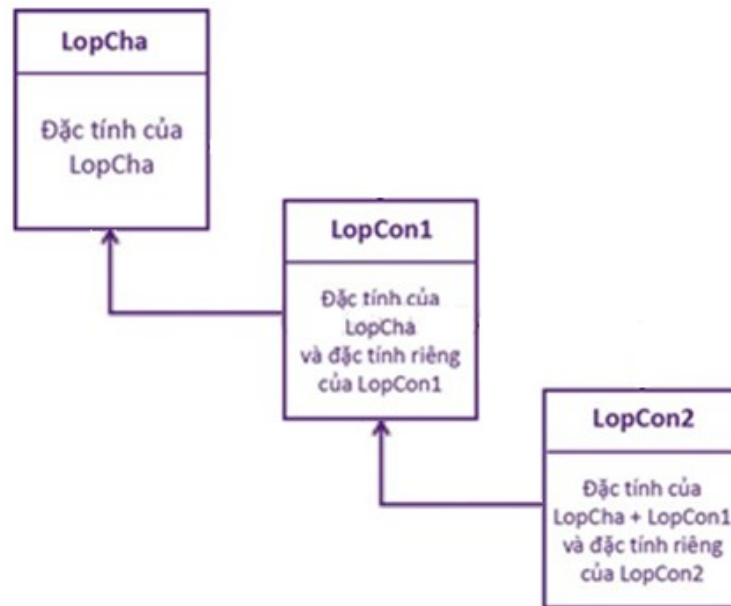 LopCha
Đặc tính của
LopCha
LopCon1
Đặc tính của
LopCha
và đặc tính riêng
của LopCon1
LopCon2
Đặc tính của
LopCha + LopCon1
và đặc tính riêng
của LopCon2